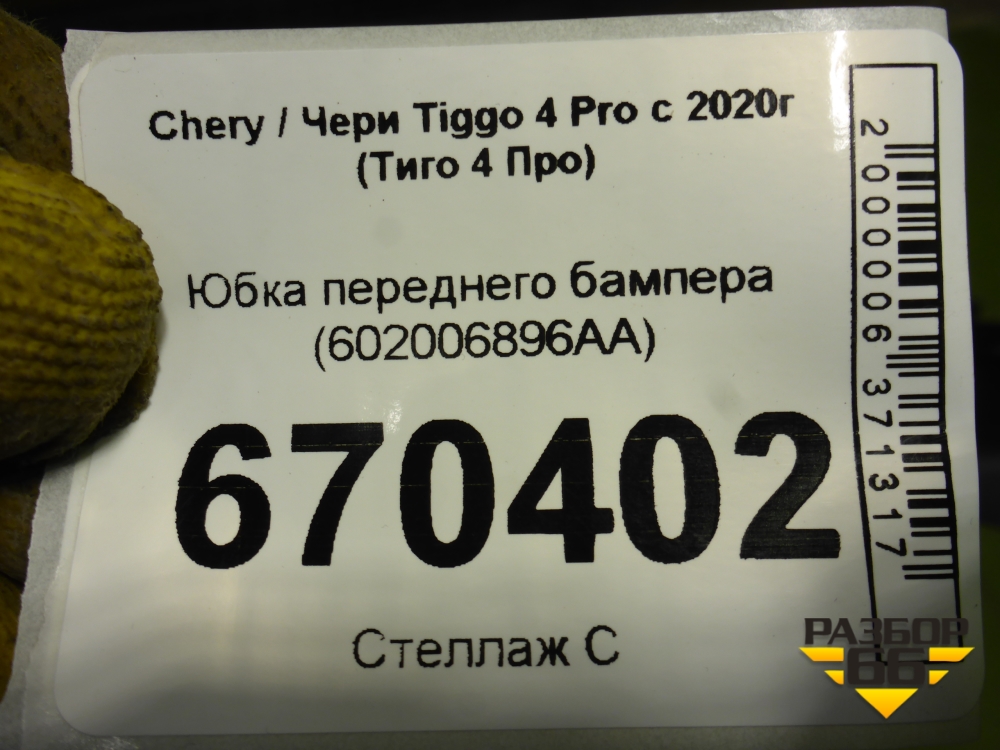 Chery / Чери Tiggo 4 Pro с 2020г
(Тиго 4 Про)
Юбка переднего бампера
(602006896AA)
670402
Стеллаж С
2000006371317
РАЗБОР
66